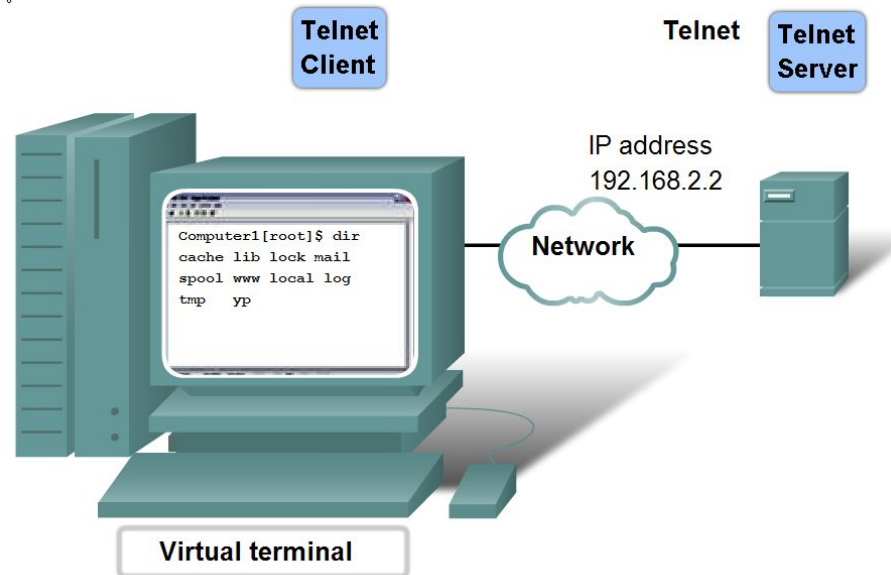 Telnet
Client
Telnet
Telnet
Server
IP address
192.168.2.2
Network
Computer1[root]$ dir
cache lib lock mail
spool www local log
tmp yp
Virtual terminal